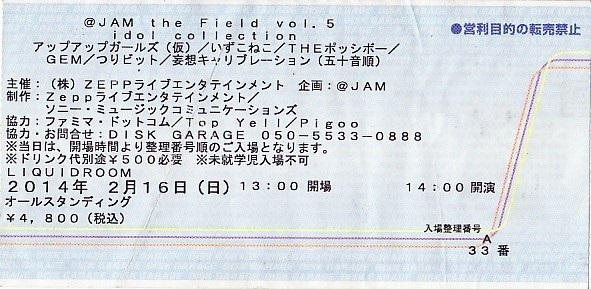 @JAM the Field vol.5
idol collection
●営利目的の転売禁止
アップアップガールズ(仮)/いずこねこ/THEポッシボー/
GEM/つりビット/妄想キャリブレーション(五十音順)
主催:(株)ZEPPライブエンタテインメント 企画:@JAM
制作:Zeppライブエンタテインメント/
ソニー・ミュージックコミュニケーションズ
協力:ファミマ・ドットコム/Top Yell/Pigoo
協力・お問合せ:DISK GARAGE 050-5533-0888
※当日は、開場時間より整理番号順のご入場となります。
※ドリンク代別途¥500必要 ※未就学児入場不可
LIQUIDROOM
2014年 2月16日(日) 13:00 開場 14:00 開演
オールスタンディング
¥4,800(税込)
入場整理番号
A
33 番